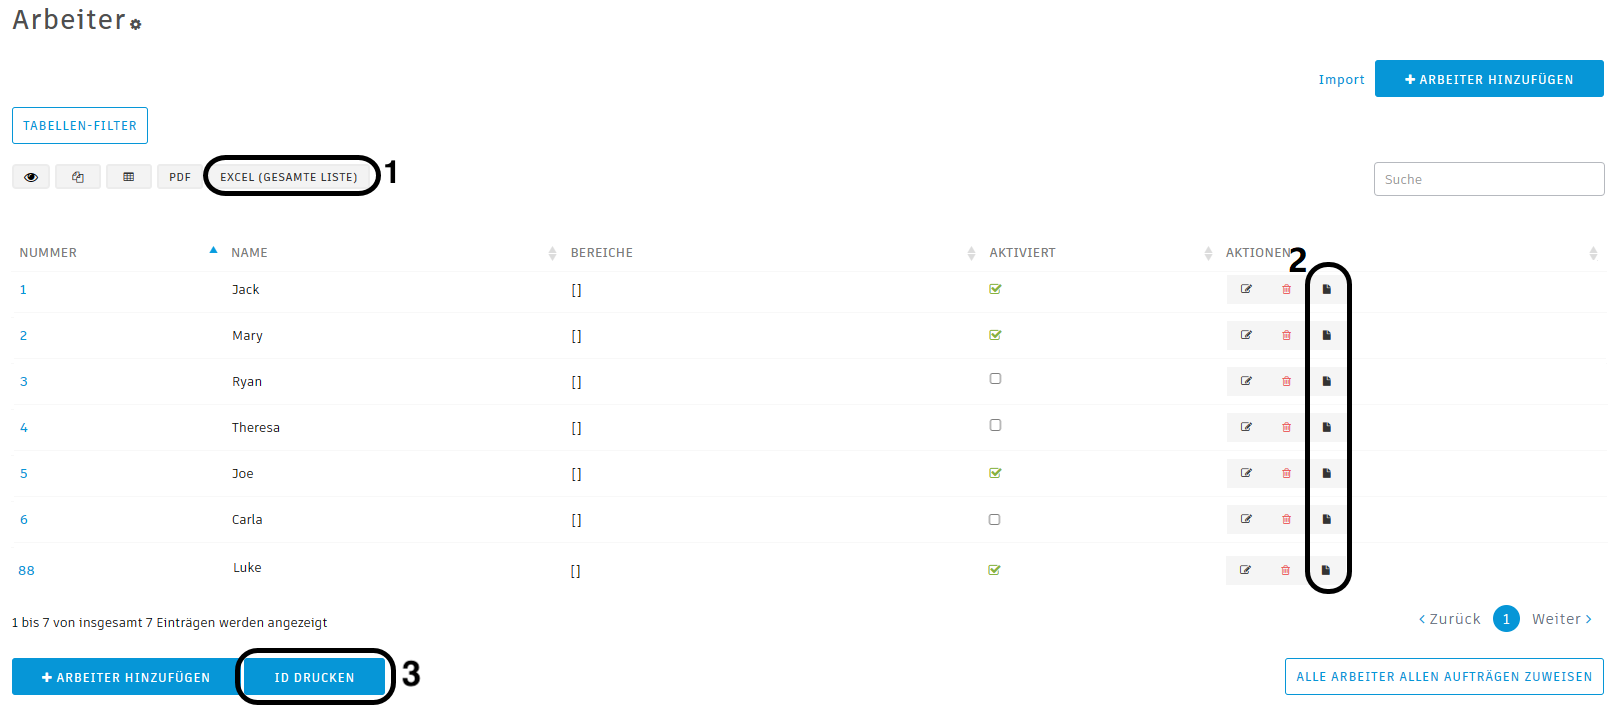 Arbeiter
Import
ARBEITER HINZUFÜGEN
TABELLEN-FILTER
PDF
EXCEL (GESAMTE LISTE)
1
Suche
NUMMER NAME BEREICHE AKTIVIERT AKTIONEN
2
1 Jack []
2 Mary []
3 Ryan []
4 Theresa []
5 Joe []
6 Carla []
88 Luke []
1 bis 7 von insgesamt 7 Einträgen werden angezeigt
Zurück 1 Weiter
ARBEITER HINZUFÜGEN
ID DRUCKEN
3
ALLE ARBEITER ALLEN AUFTRÄGEN ZUWEISEN